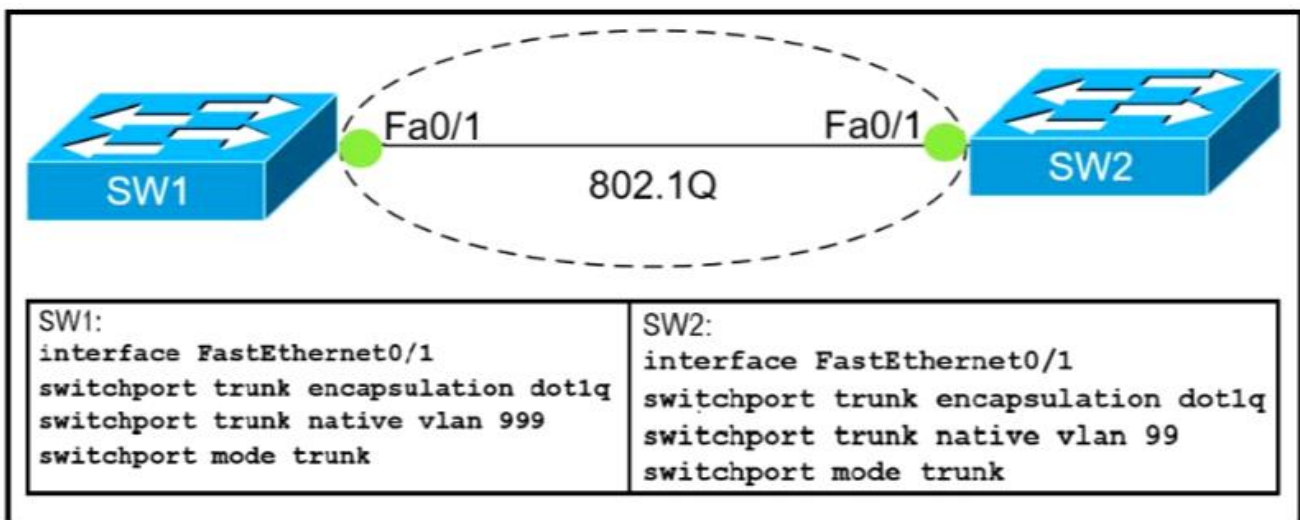 Fa0/1
Fa0/1
SW1
802.1Q
SW2
SW1:
interface FastEthernet0/1
switchport trunk encapsulation dot1q
switchport trunk native vlan 999
switchport mode trunk
SW2:
interface FastEthernet0/1
switchport trunk encapsulation dot1q
switchport trunk native vlan 99
switchport mode trunk